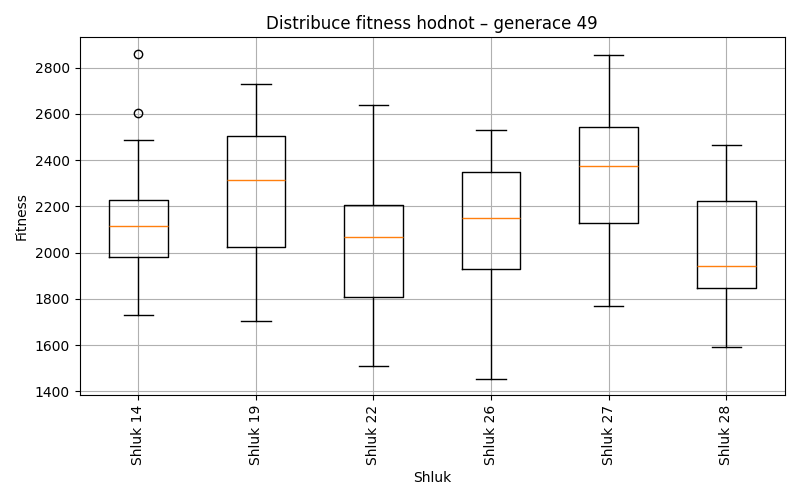 Distribuce fitness hodnot – generace 49
Fitness
2800
2600
2400
2200
2000
1800
1600
1400
Shluk 14
Shluk 19
Shluk 22
Shluk 26
Shluk 27
Shluk 28
Shluk